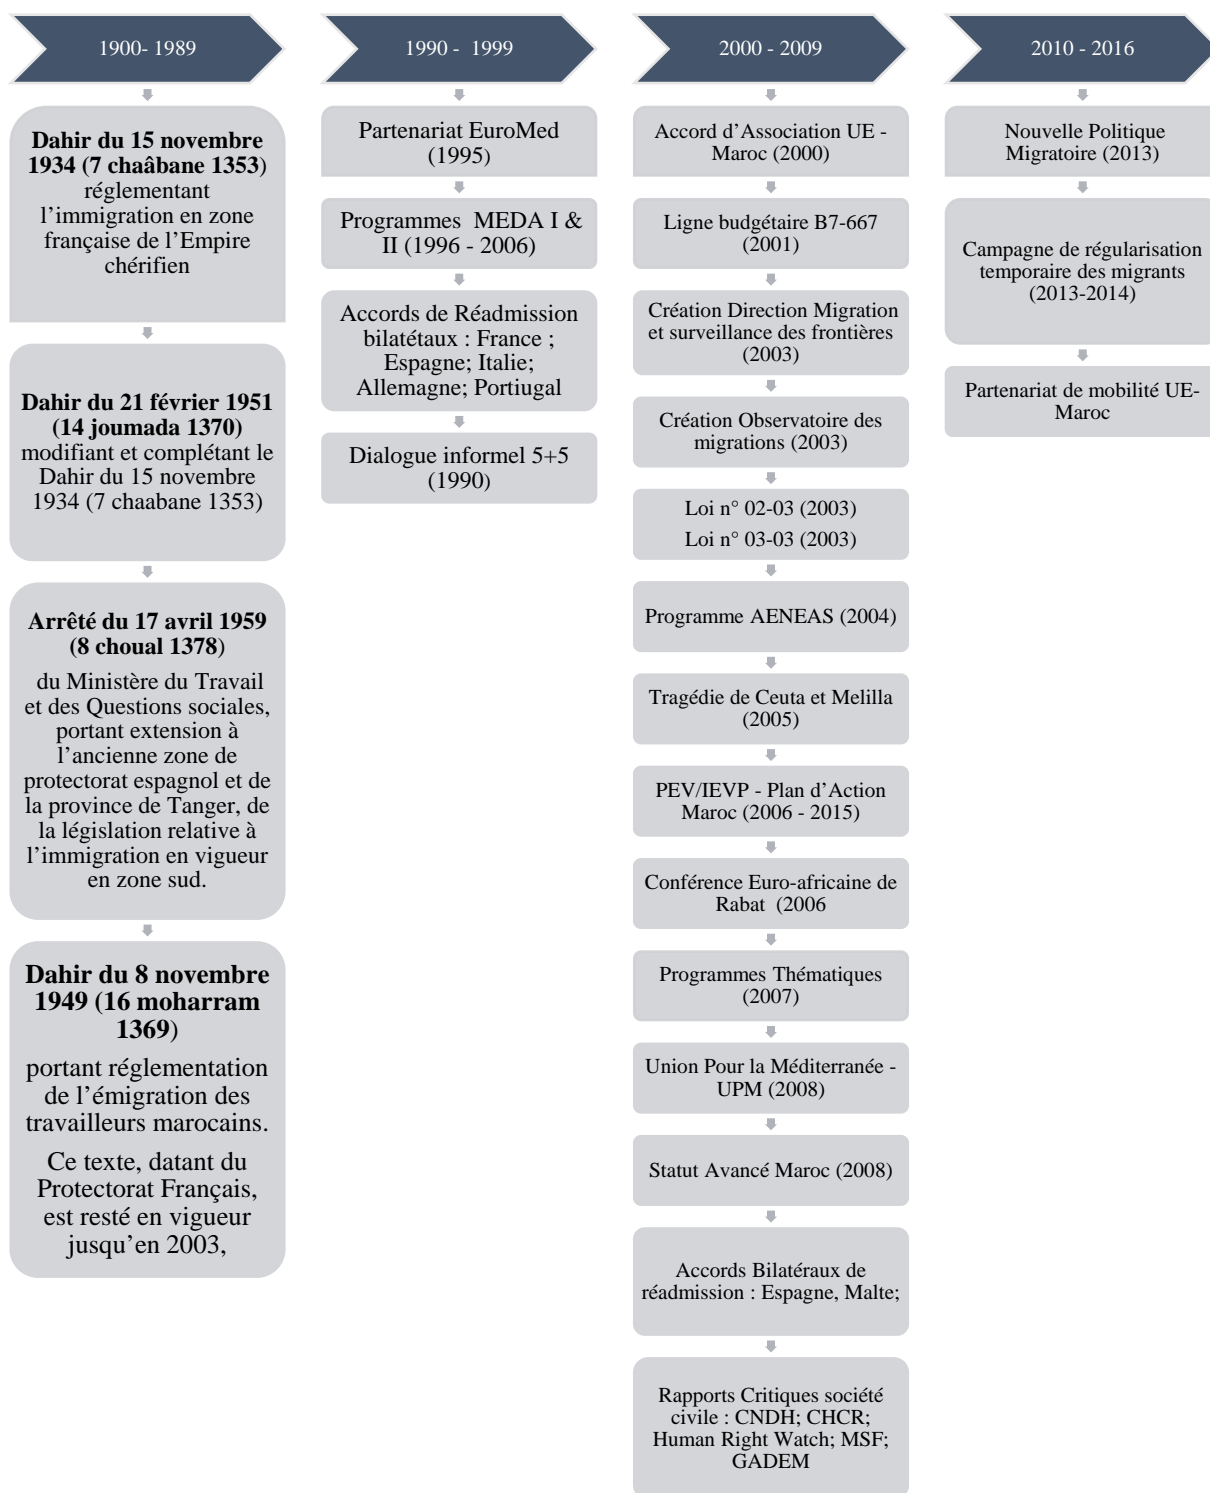 1900- 1989
Dahir du 15 novembre
1934 (7 chaâbane 1353)
réglementant
l’immigration en zone
française de l’Empire
chérifien
Dahir du 21 février 1951
(14 joumada 1370)
modifiant et complétant le
Dahir du 15 novembre
1934 (7 chaabane 1353)
Arrêté du 17 avril 1959
(8 choual 1378)
du Ministère du Travail
et des Questions sociales,
portant extension à
l’ancienne zone de
protectorat espagnol et de
la province de Tanger, de
la législation relative à
l’immigration en vigueur
en zone sud.
Dahir du 8 novembre
1949 (16 moharram
1369)
portant réglementation
de l’émigration des
travailleurs marocains.
Ce texte, datant du
Protectorat Français,
est resté en vigueur
jusqu’en 2003,
1990 - 1999
Partenariat EuroMed
(1995)
Programmes MEDA I &
II (1996 - 2006)
Accords de Réadmission
bilatétaux : France ;
Espagne; Italie;
Allemagne; Portiugal
Dialogue informel 5+5
(1990)
2000 - 2009
Accord d’Association UE -
Maroc (2000)
Ligne budgétaire B7-667
(2001)
Création Direction Migration
et surveillance des frontières
(2003)
Création Observatoire des
migrations (2003)
Loi n° 02-03 (2003)
Loi n° 03-03 (2003)
Programme AENEAS (2004)
Tragédie de Ceuta et Melilla
(2005)
PEV/IEVP - Plan d’Action
Maroc (2006 - 2015)
Conférence Euro-africaine de
Rabat (2006
Programmes Thématiques
(2007)
Union Pour la Méditerranée -
UPM (2008)
Statut Avancé Maroc (2008)
Accords Bilatéraux de
réadmission : Espagne, Malte;
Rapports Critiques société
civile : CNDH; CHCR;
Human Right Watch; MSF;
GADEM
2010 - 2016
Nouvelle Politique
Migratoire (2013)
Campagne de régularisation
temporaire des migrants
(2013-2014)
Partenariat de mobilité UE-
Maroc